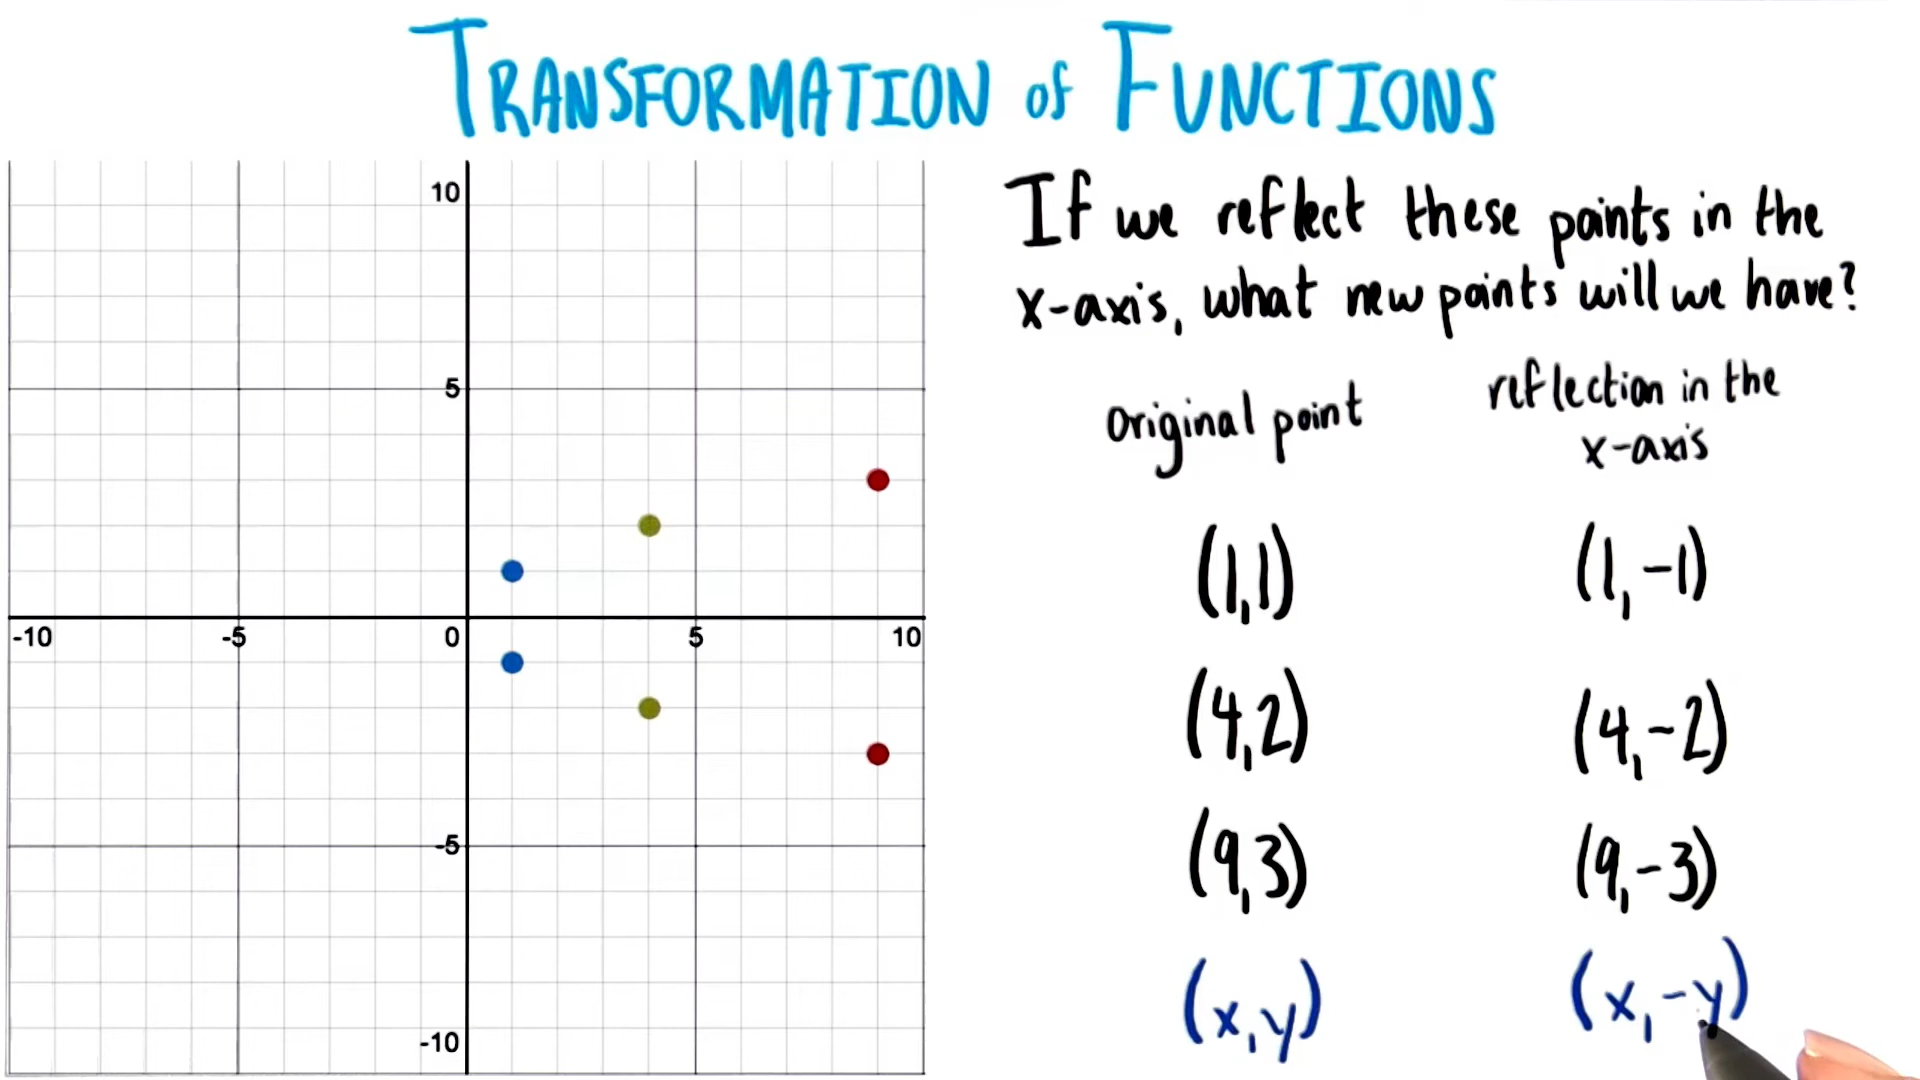 TRANSFORMATION of FUNCTIONS
If we reflect these points in the
x-axis, what new points will we have?
original point
reflection in the
x-axis
(1,1)
(1,-1)
(4,2)
(4,-2)
(9,3)
(9,-3)
(x,y)
(x,-y)
10
5
-10
-5
0
5
10
-5
-10